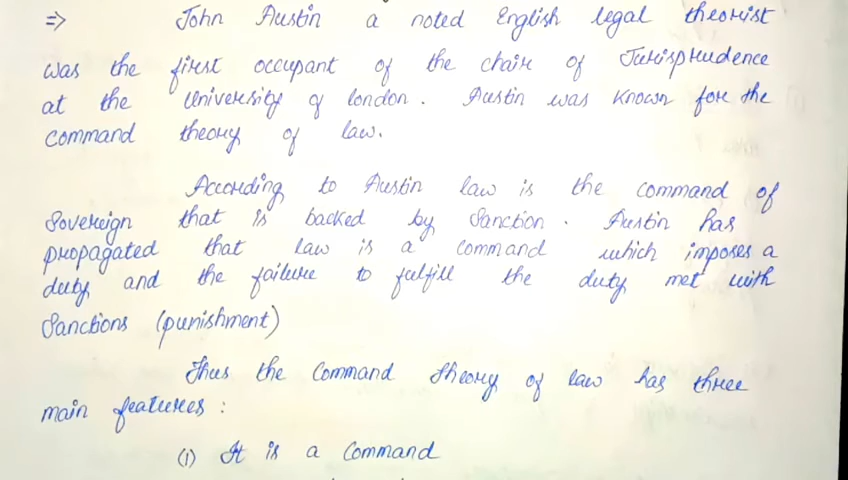 ⇒ John Austin a noted English legal theorist
was the first occupant of the chair of Jurisprudence
at the University of london. Austin was known for the
command theory of law.
According to Austin law is the command of
Sovereign that is backed by Sanction. Austin has
propagated that law is a command which imposes a
duty and the failure to fulfill the duty met with
Sanctions (punishment)
Thus the Command Theory of law has three
main features :
(i) It is a Command